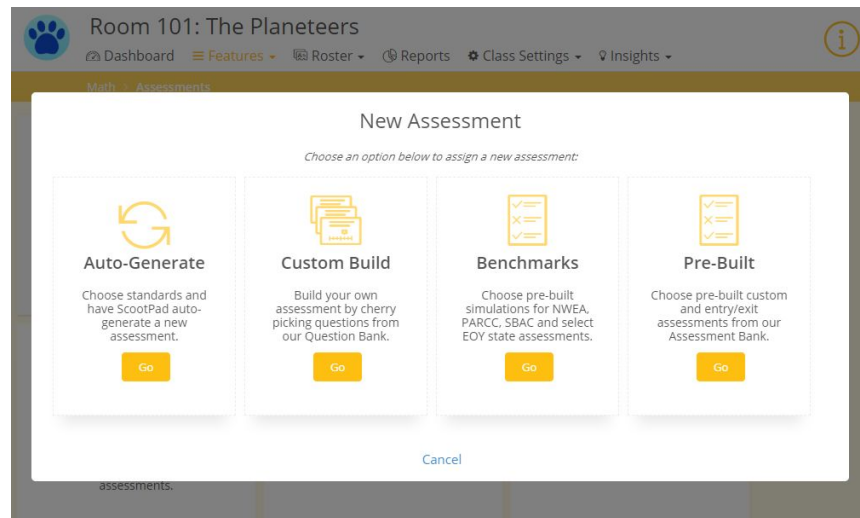 Room 101: The Planeteers
Dashboard Features Roster Reports Class Settings Insights
i
Math > Assessments
New Assessment
Choose an option below to assign a new assessment:
Auto-Generate
Choose standards and
have ScootPad auto-
generate a new
assessment.
Go
Custom Build
Build your own
assessment by cherry
picking questions from
our Question Bank.
Go
Benchmarks
Choose pre-built
simulations for NWEA,
PARCC, SBAC and select
EOY state assessments.
Go
Pre-Built
Choose pre-built custom
and entry/exit
assessments from our
Assessment Bank.
Go
Cancel
assessments.